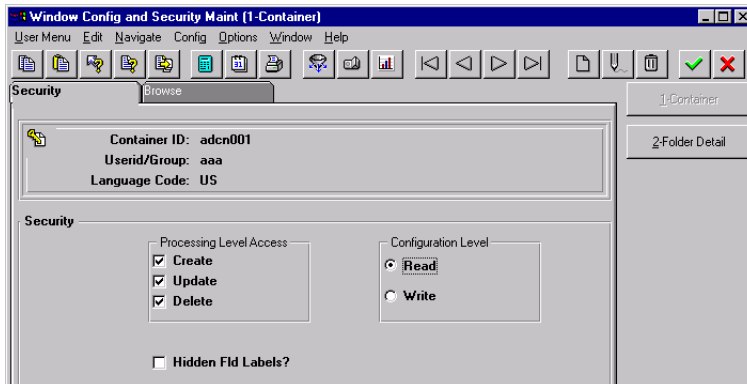 Window Config and Security Maint (1-Container)
User Menu Edit Navigate Config Options Window Help
31
Security Browse
1-Container
Container ID: adcn001
2-Folder Detail
Userid/Group: aaa
Language Code: US
Security
Processing Level Access Configuration Level
Create Read
Update
Write
Delete
Hidden Fld Labels?